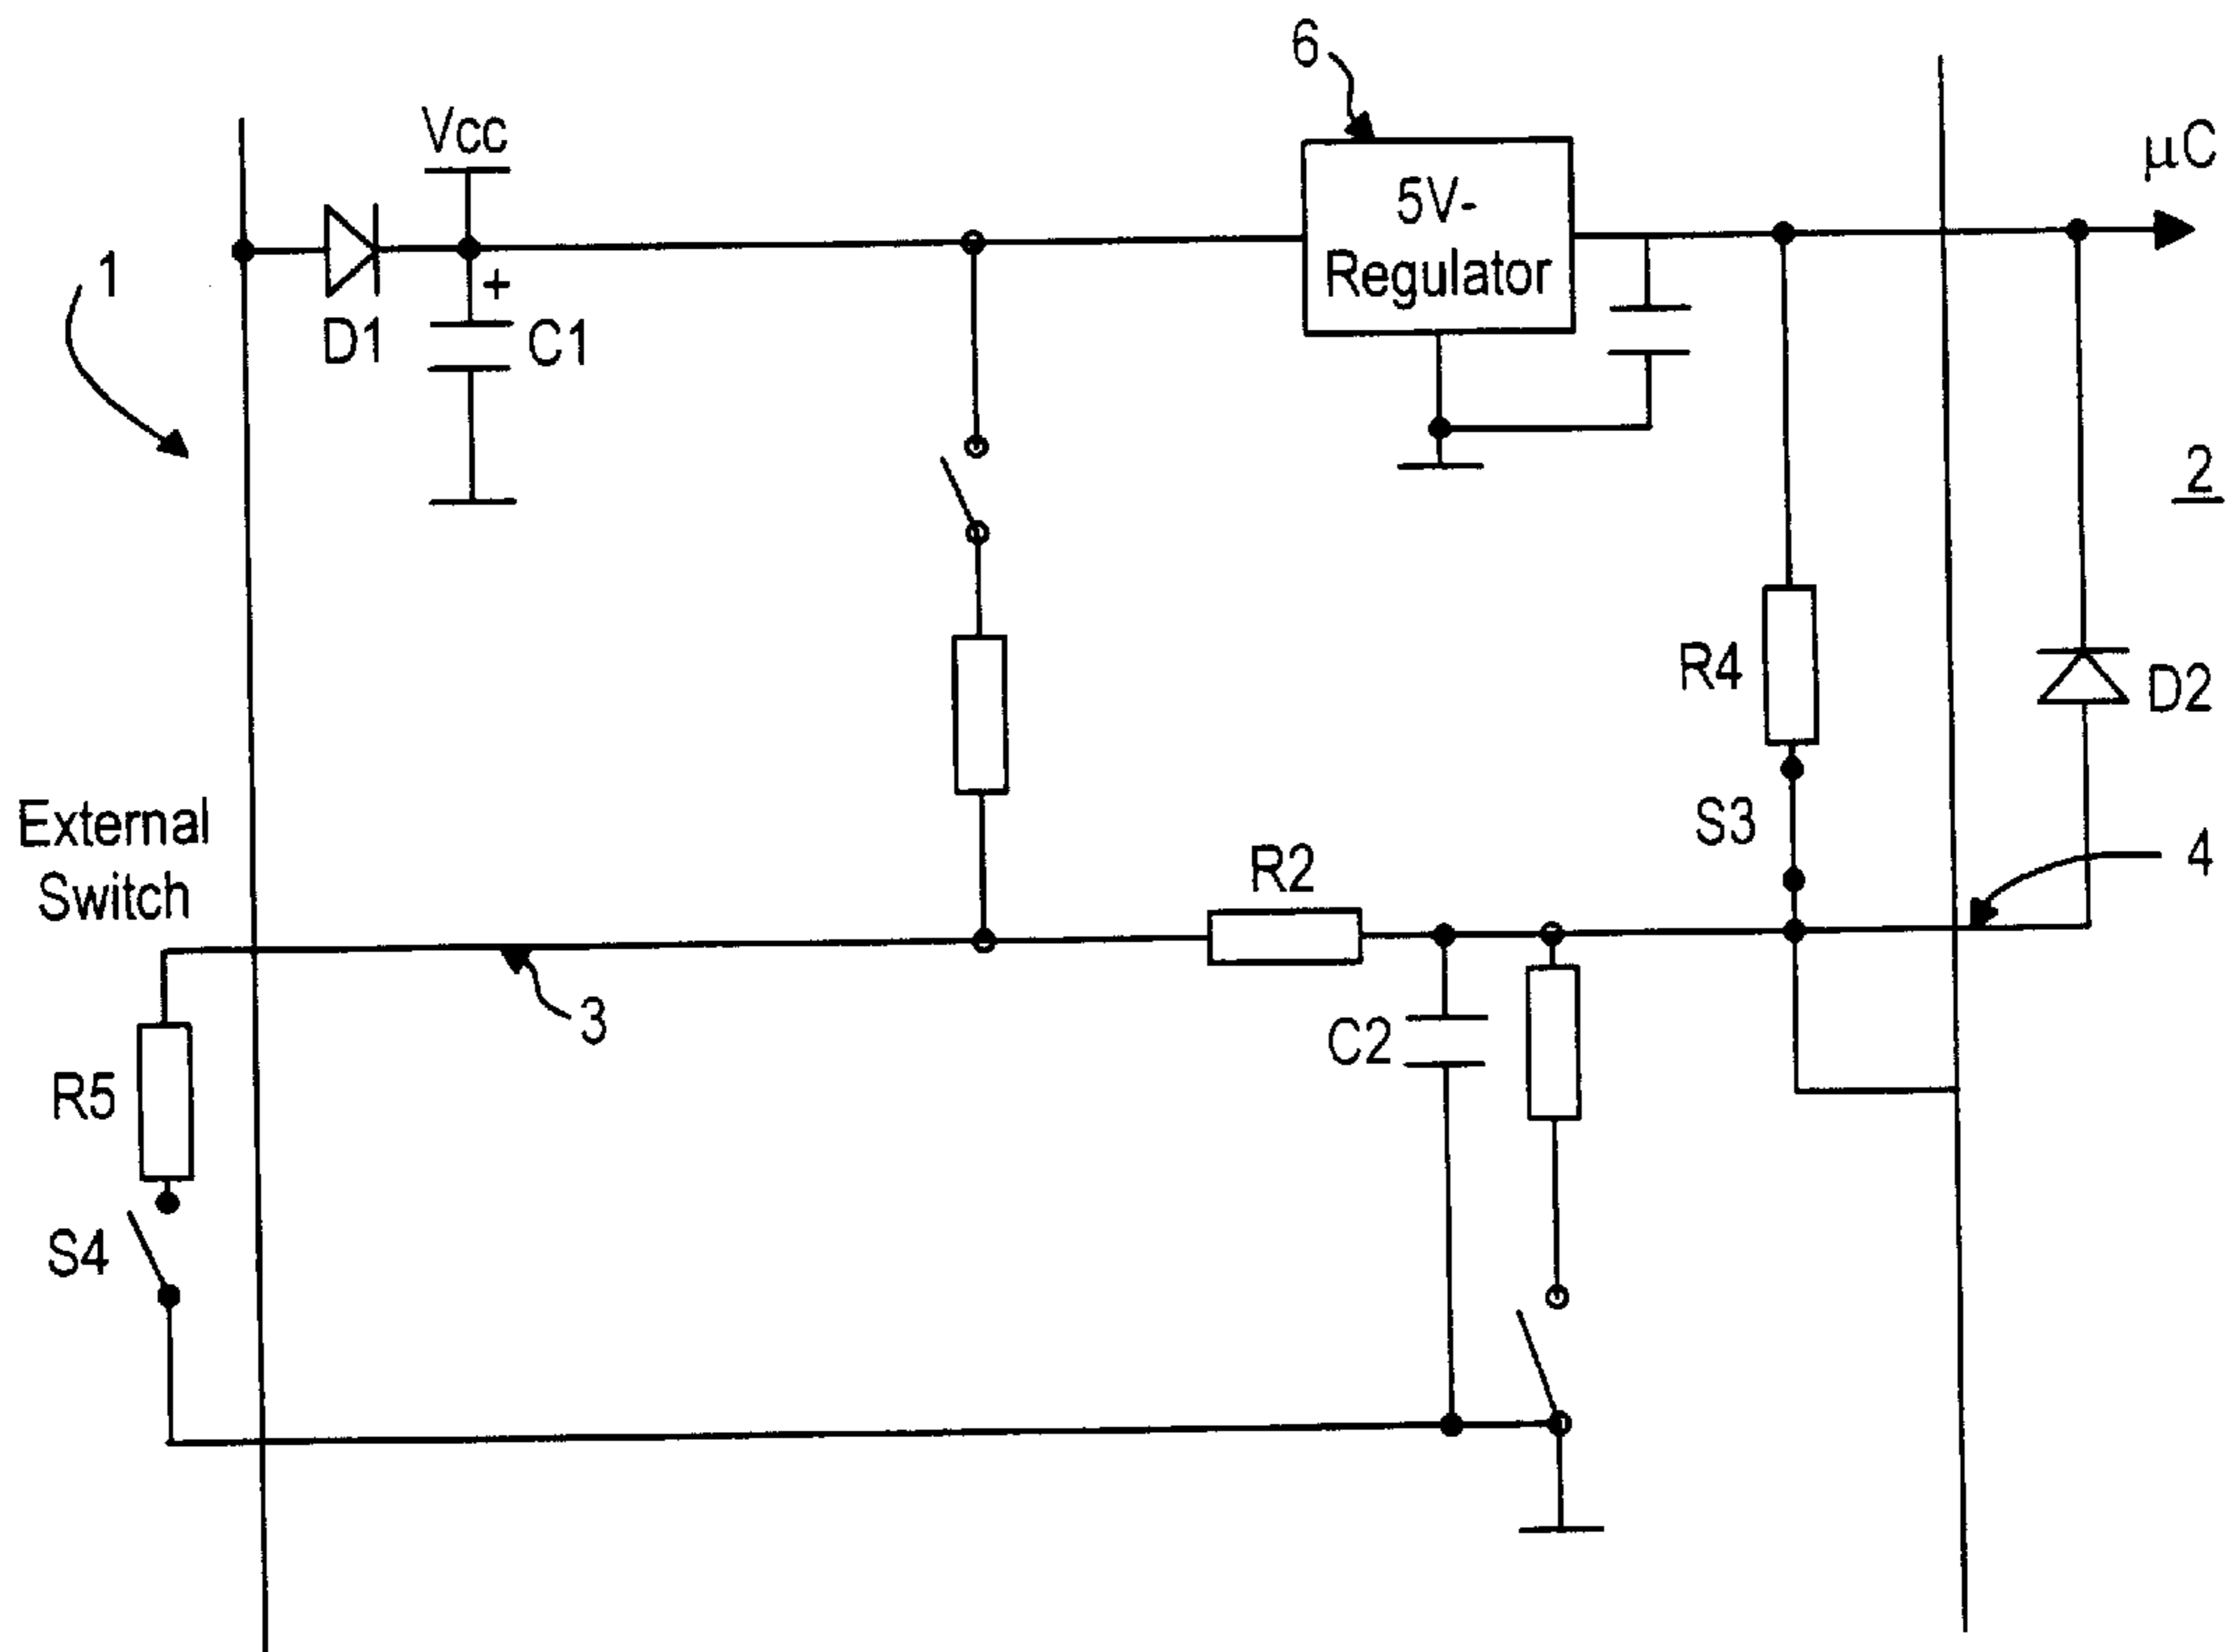 6
Vcc
µC
5V-
Regulator
1
+
D1
C1
2
R4
D2
S3
External
Switch
R2
4
3
C2
R5
S4